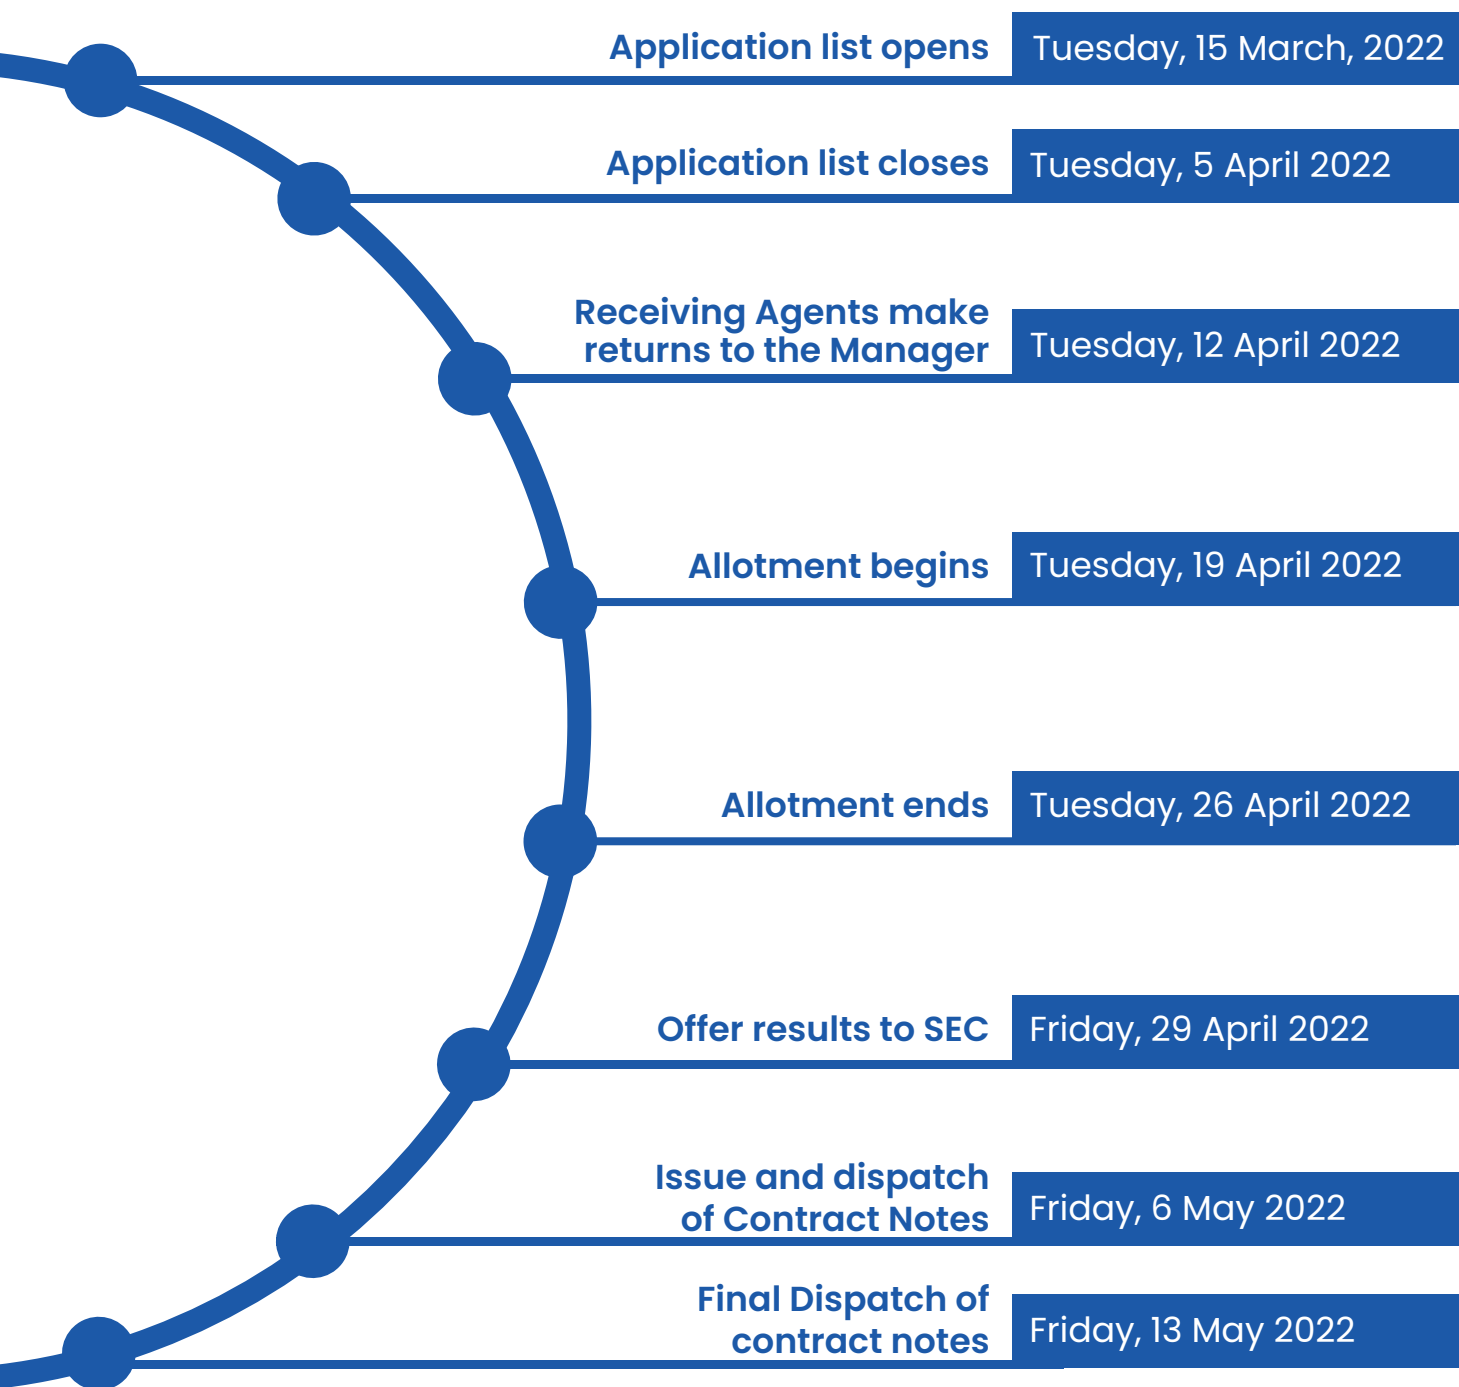 Application list opens
Tuesday, 15 March, 2022
Application list closes
Tuesday, 5 April 2022
Receiving Agents make
returns to the Manager
Tuesday, 12 April 2022
Allotment begins
Tuesday, 19 April 2022
Allotment ends
Tuesday, 26 April 2022
Offer results to SEC
Friday, 29 April 2022
Issue and dispatch
of Contract Notes
Friday, 6 May 2022
Final Dispatch of
contract notes
Friday, 13 May 2022